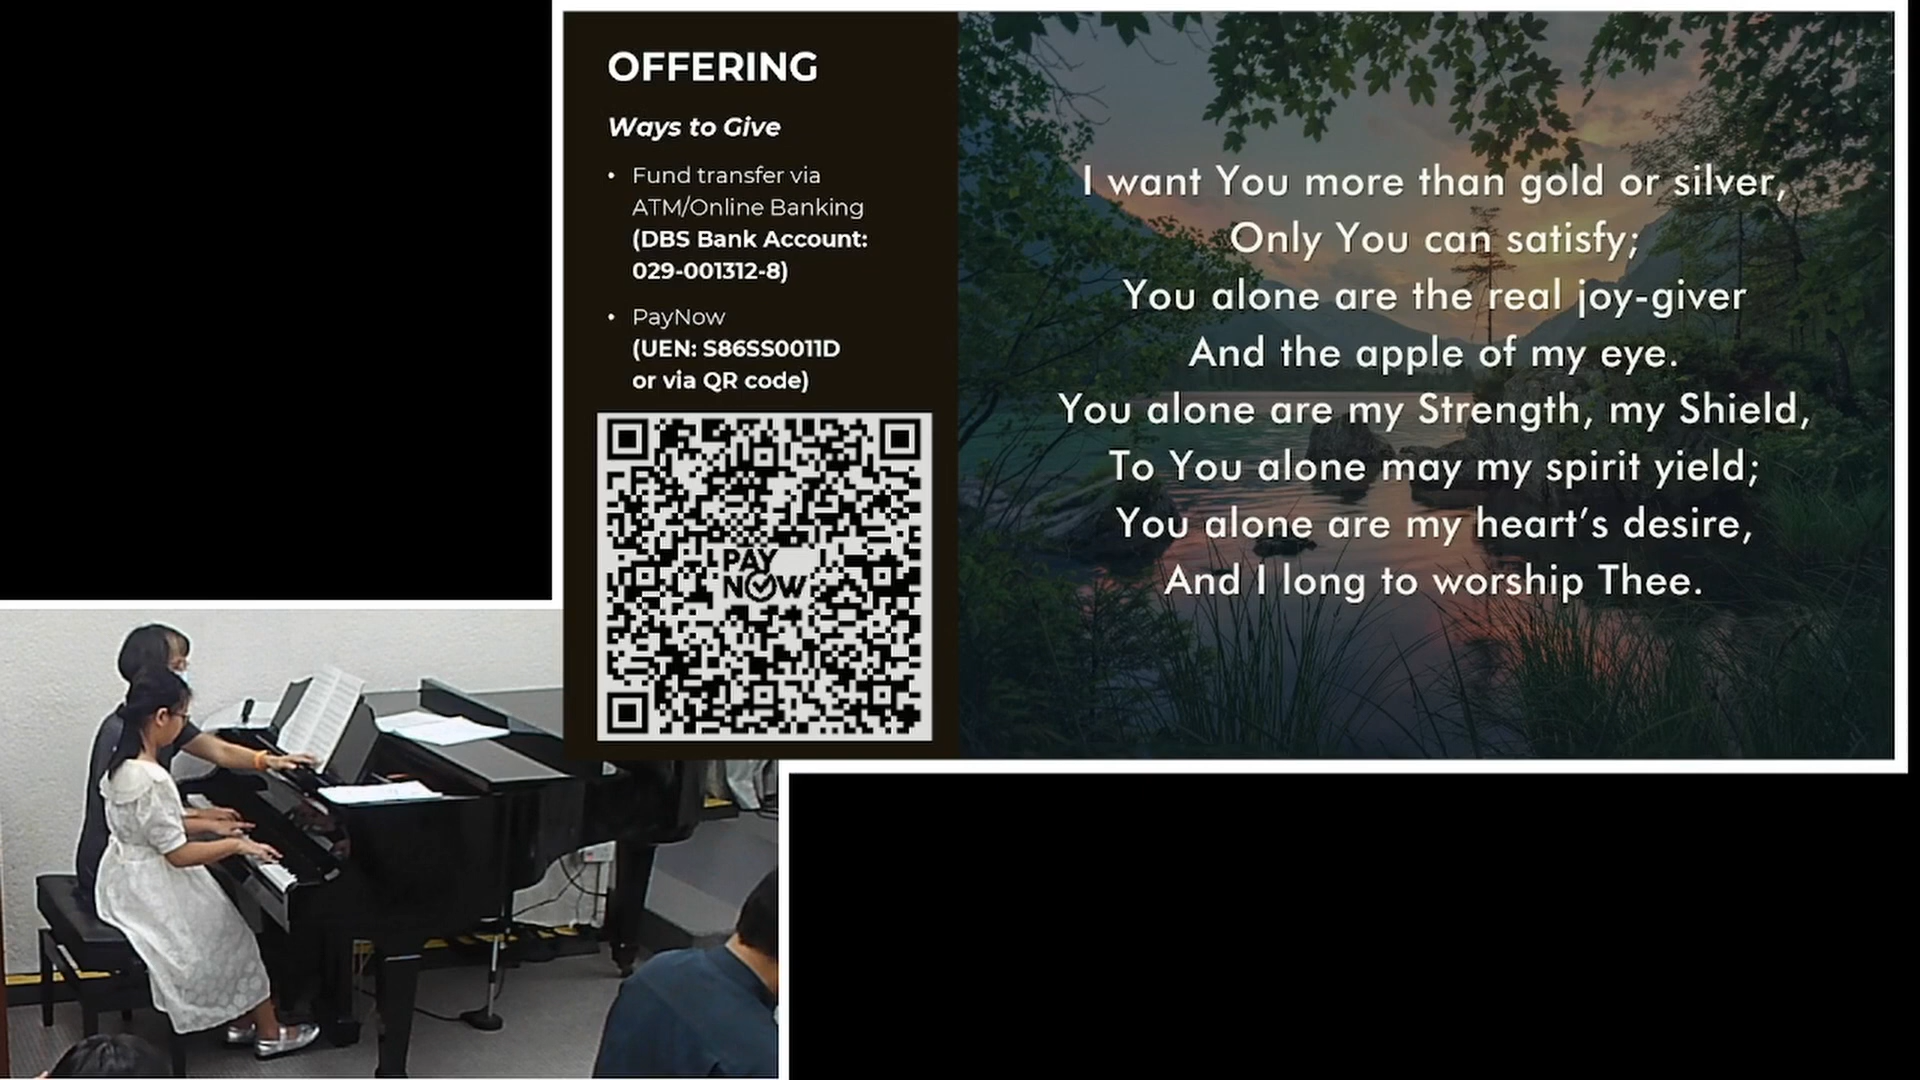 OFFERING
Ways to Give
• Fund transfer via
ATM/Online Banking
(DBS Bank Account:
029-001312-8)
• PayNow
(UEN: S86SS0011D
or via QR code)
PAY
NOW
I want You more than gold or silver,
Only You can satisfy;
You alone are the real joy-giver
And the apple of my eye.
You alone are my Strength, my Shield,
To You alone may my spirit yield;
You alone are my heart's desire,
And I long to worship Thee.